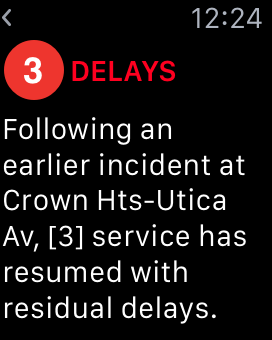 12:24
3 DELAYS
Following an
earlier incident at
Crown Hts-Utica
Av, [3] service has
resumed with
residual delays.